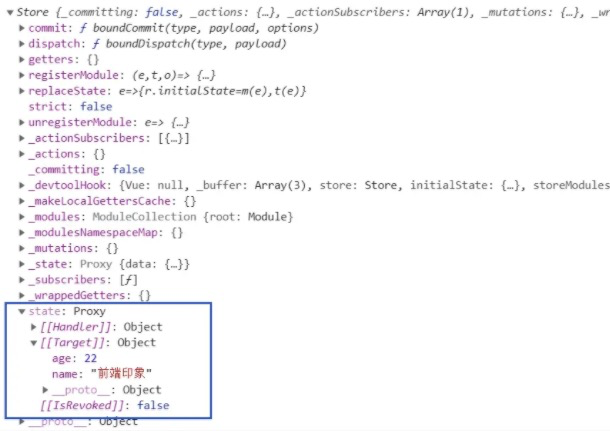 Store {_committing: false, _actions: {…}, _actionSubscribers: Array(1), _mutations: {…}, _wr
commit: ƒ boundCommit(type, payload, options)
dispatch: ƒ boundDispatch(type, payload)
getters: {}
registerModule: (e,t,o)=> {…}
replaceState: e=>{r.initialState=m(e),t(e)}
strict: false
unregisterModule: e=> {…}
_actionSubscribers: [{…}]
_actions: {}
_committing: false
_devtoolHook: {Vue: null, _buffer: Array(3), store: Store, initialState: {…}, storeModules
_makeLocalGettersCache: {}
_modules: ModuleCollection {root: Module}
_modulesNamespaceMap: {}
_mutations: {}
_state: Proxy {data: {…}}
_subscribers: [ƒ]
_wrappedGetters: {}
state: Proxy
[[Handler]]: Object
[[Target]]: Object
age: 22
name: "前端印象"
__proto__: Object
[[IsRevoked]]: false
__proto__: Object